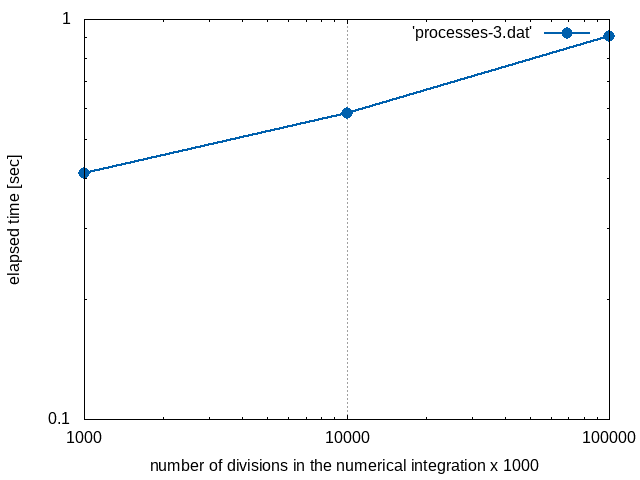 1
'processes-3.dat'
elapsed time [sec]
0.1
1000 10000 100000
number of divisions in the numerical integration x 1000